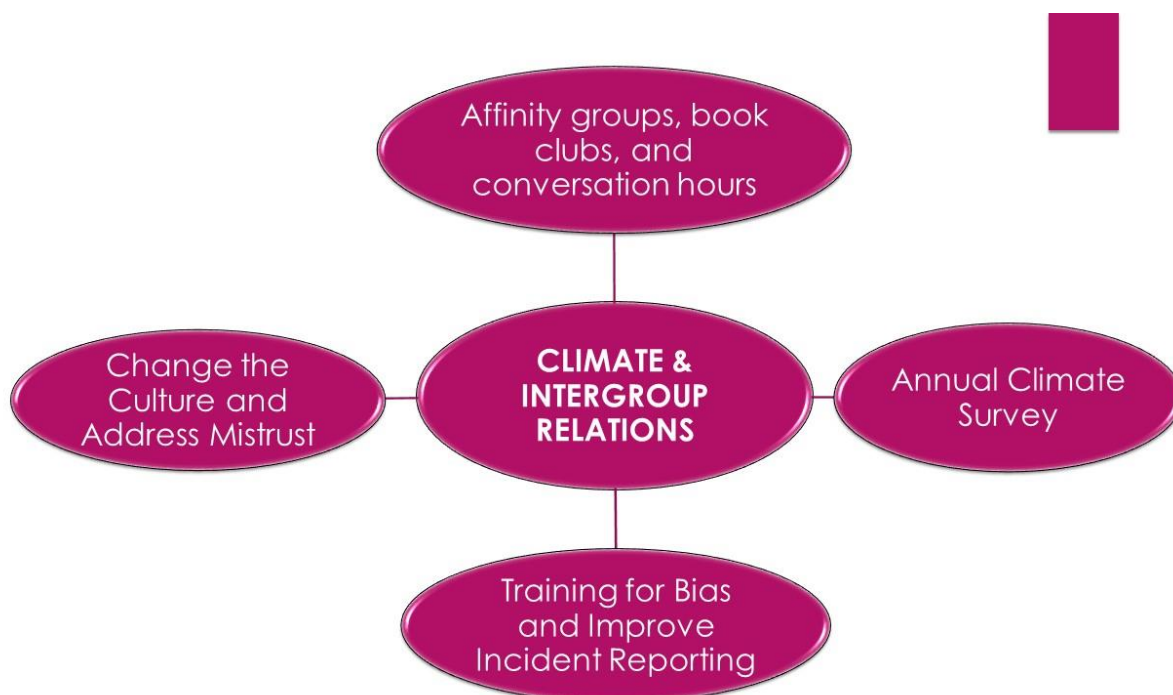 Affinity groups, book
clubs, and
conversation hours
Change the
Culture and
Address Mistrust
CLIMATE &
INTERGROUP
RELATIONS
Annual Climate
Survey
Training for Bias
and Improve
Incident Reporting